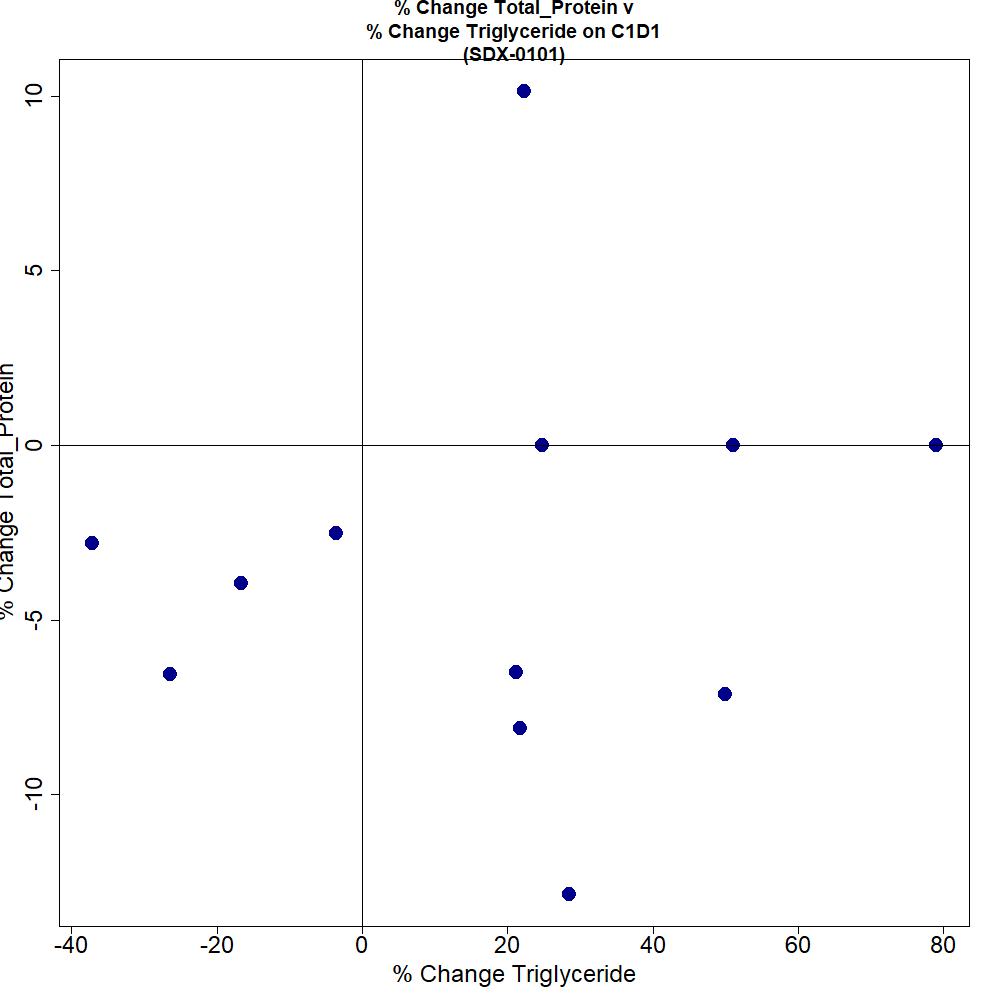 % Change Total_Protein v
% Change Triglyceride on C1D1
(SDX-0101)
10
5
0
-5
-10
% Change Total_Protein
-40
-20
0
20
40
60
80
% Change Triglyceride